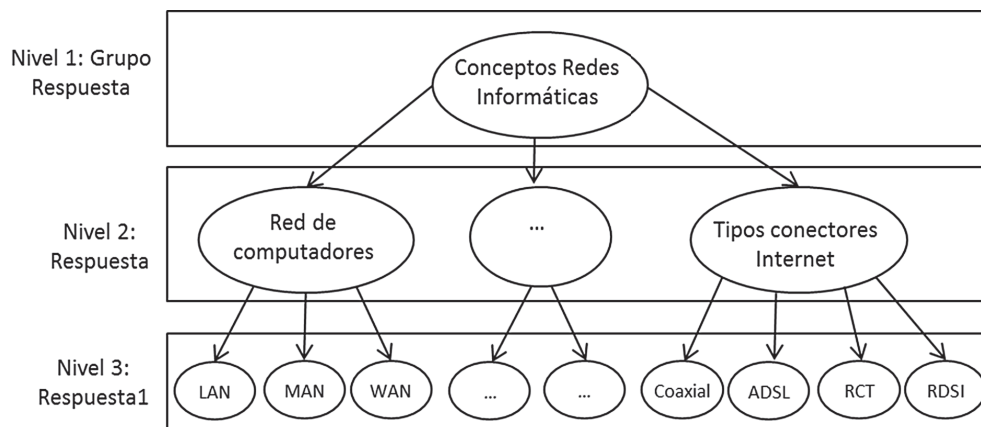 Nivel 1: Grupo
Respuesta
Conceptos Redes
Informáticas
Nivel 2:
Respuesta
Red de
computadores
...
Tipos conectores
Internet
Nivel 3:
Respuesta1
LAN
MAN
WAN
...
...
Coaxial
ADSL
RCT
RDSI